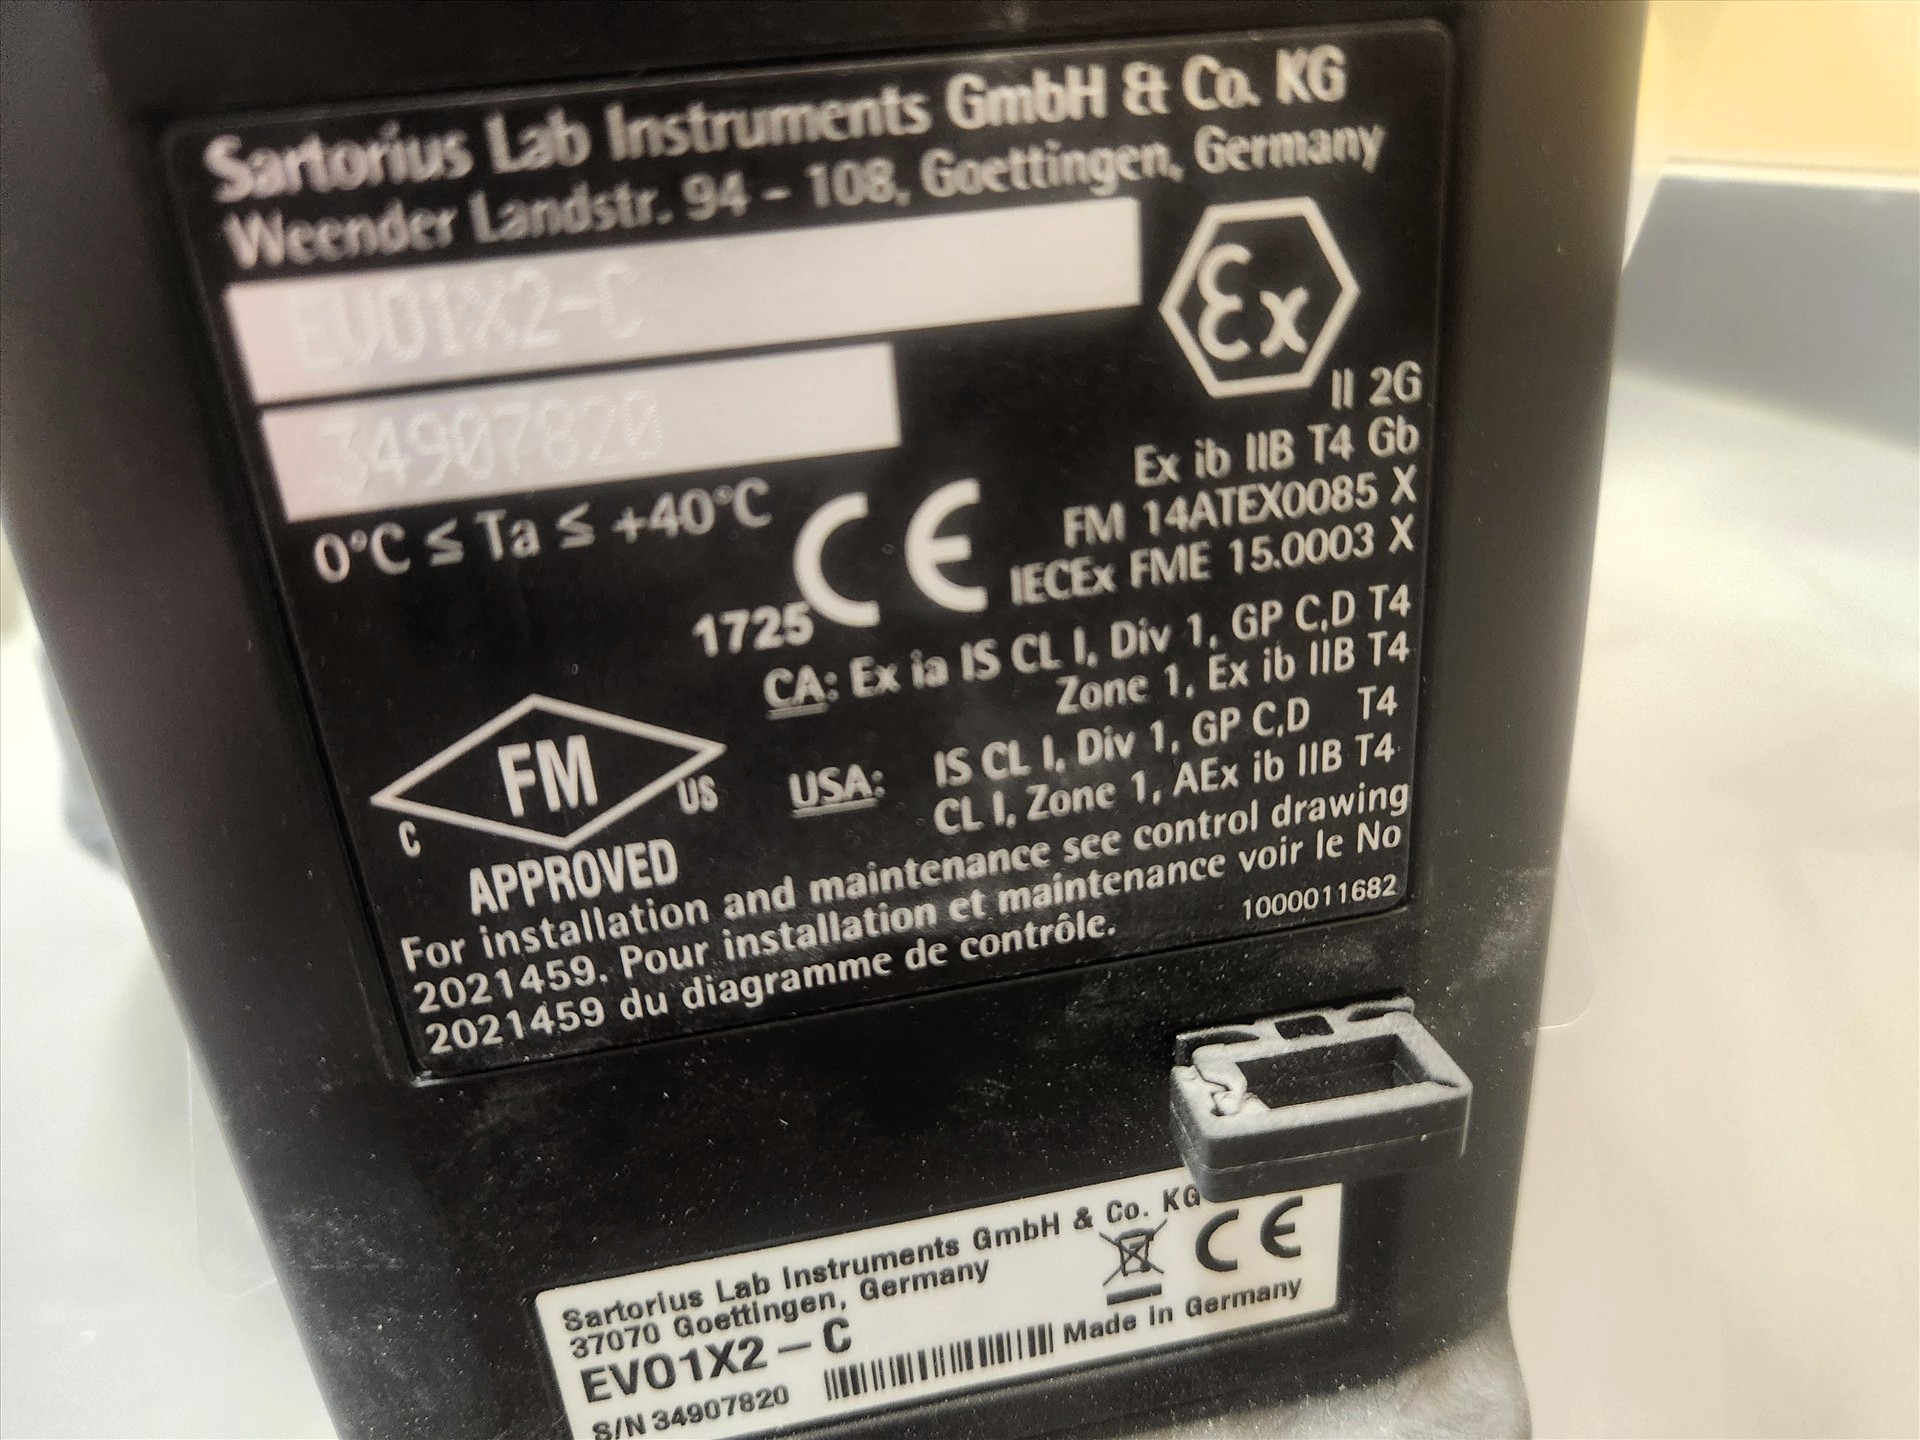 Sartorius Lab Instruments GmbH & Co. KG
Weender Landstr. 94 - 108, Goettingen, Germany
EVO1X2-C
34907820
Ex
II 2G
Ex ib IIB T4 Gb
FM 14ATEX0085 X
IECEx FME 15.0003 X
0°C ≤ Ta ≤ +40°C
1725 CE
CA: Ex ia IS CL I, Div 1, GP C,D T4
Zone 1, Ex ib IIB T4
USA: IS CL I, Div 1, GP C,D T4
CL I, Zone 1, AEx ib IIB T4
FM
C US
APPROVED
For installation and maintenance see control drawing
2021459. Pour installation et maintenance voir le No
2021459 du diagramme de contrôle.
1000011682
Sartorius Lab Instruments GmbH & Co. KG
37070 Goettingen, Germany
CE
EVO1X2-C
Made in Germany
S/N 34907820